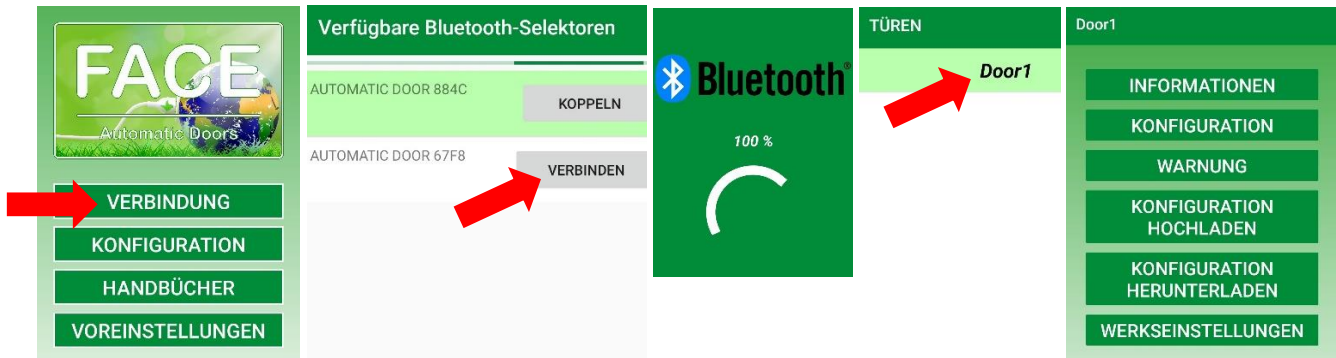 FACE
Automatic Doors
VERBINDUNG
KONFIGURATION
HANDBÜCHER
VOREINSTELLUNGEN
Verfügbare Bluetooth-Selektoren
AUTOMATIC DOOR 884C
KOPPELN
AUTOMATIC DOOR 67F8
VERBINDEN
Bluetooth®
100 %
TÜREN
Door1
Door1
INFORMATIONEN
KONFIGURATION
WARNUNG
KONFIGURATION
HOCHLADEN
KONFIGURATION
HERUNTERLADEN
WERKSEINSTELLUNGEN